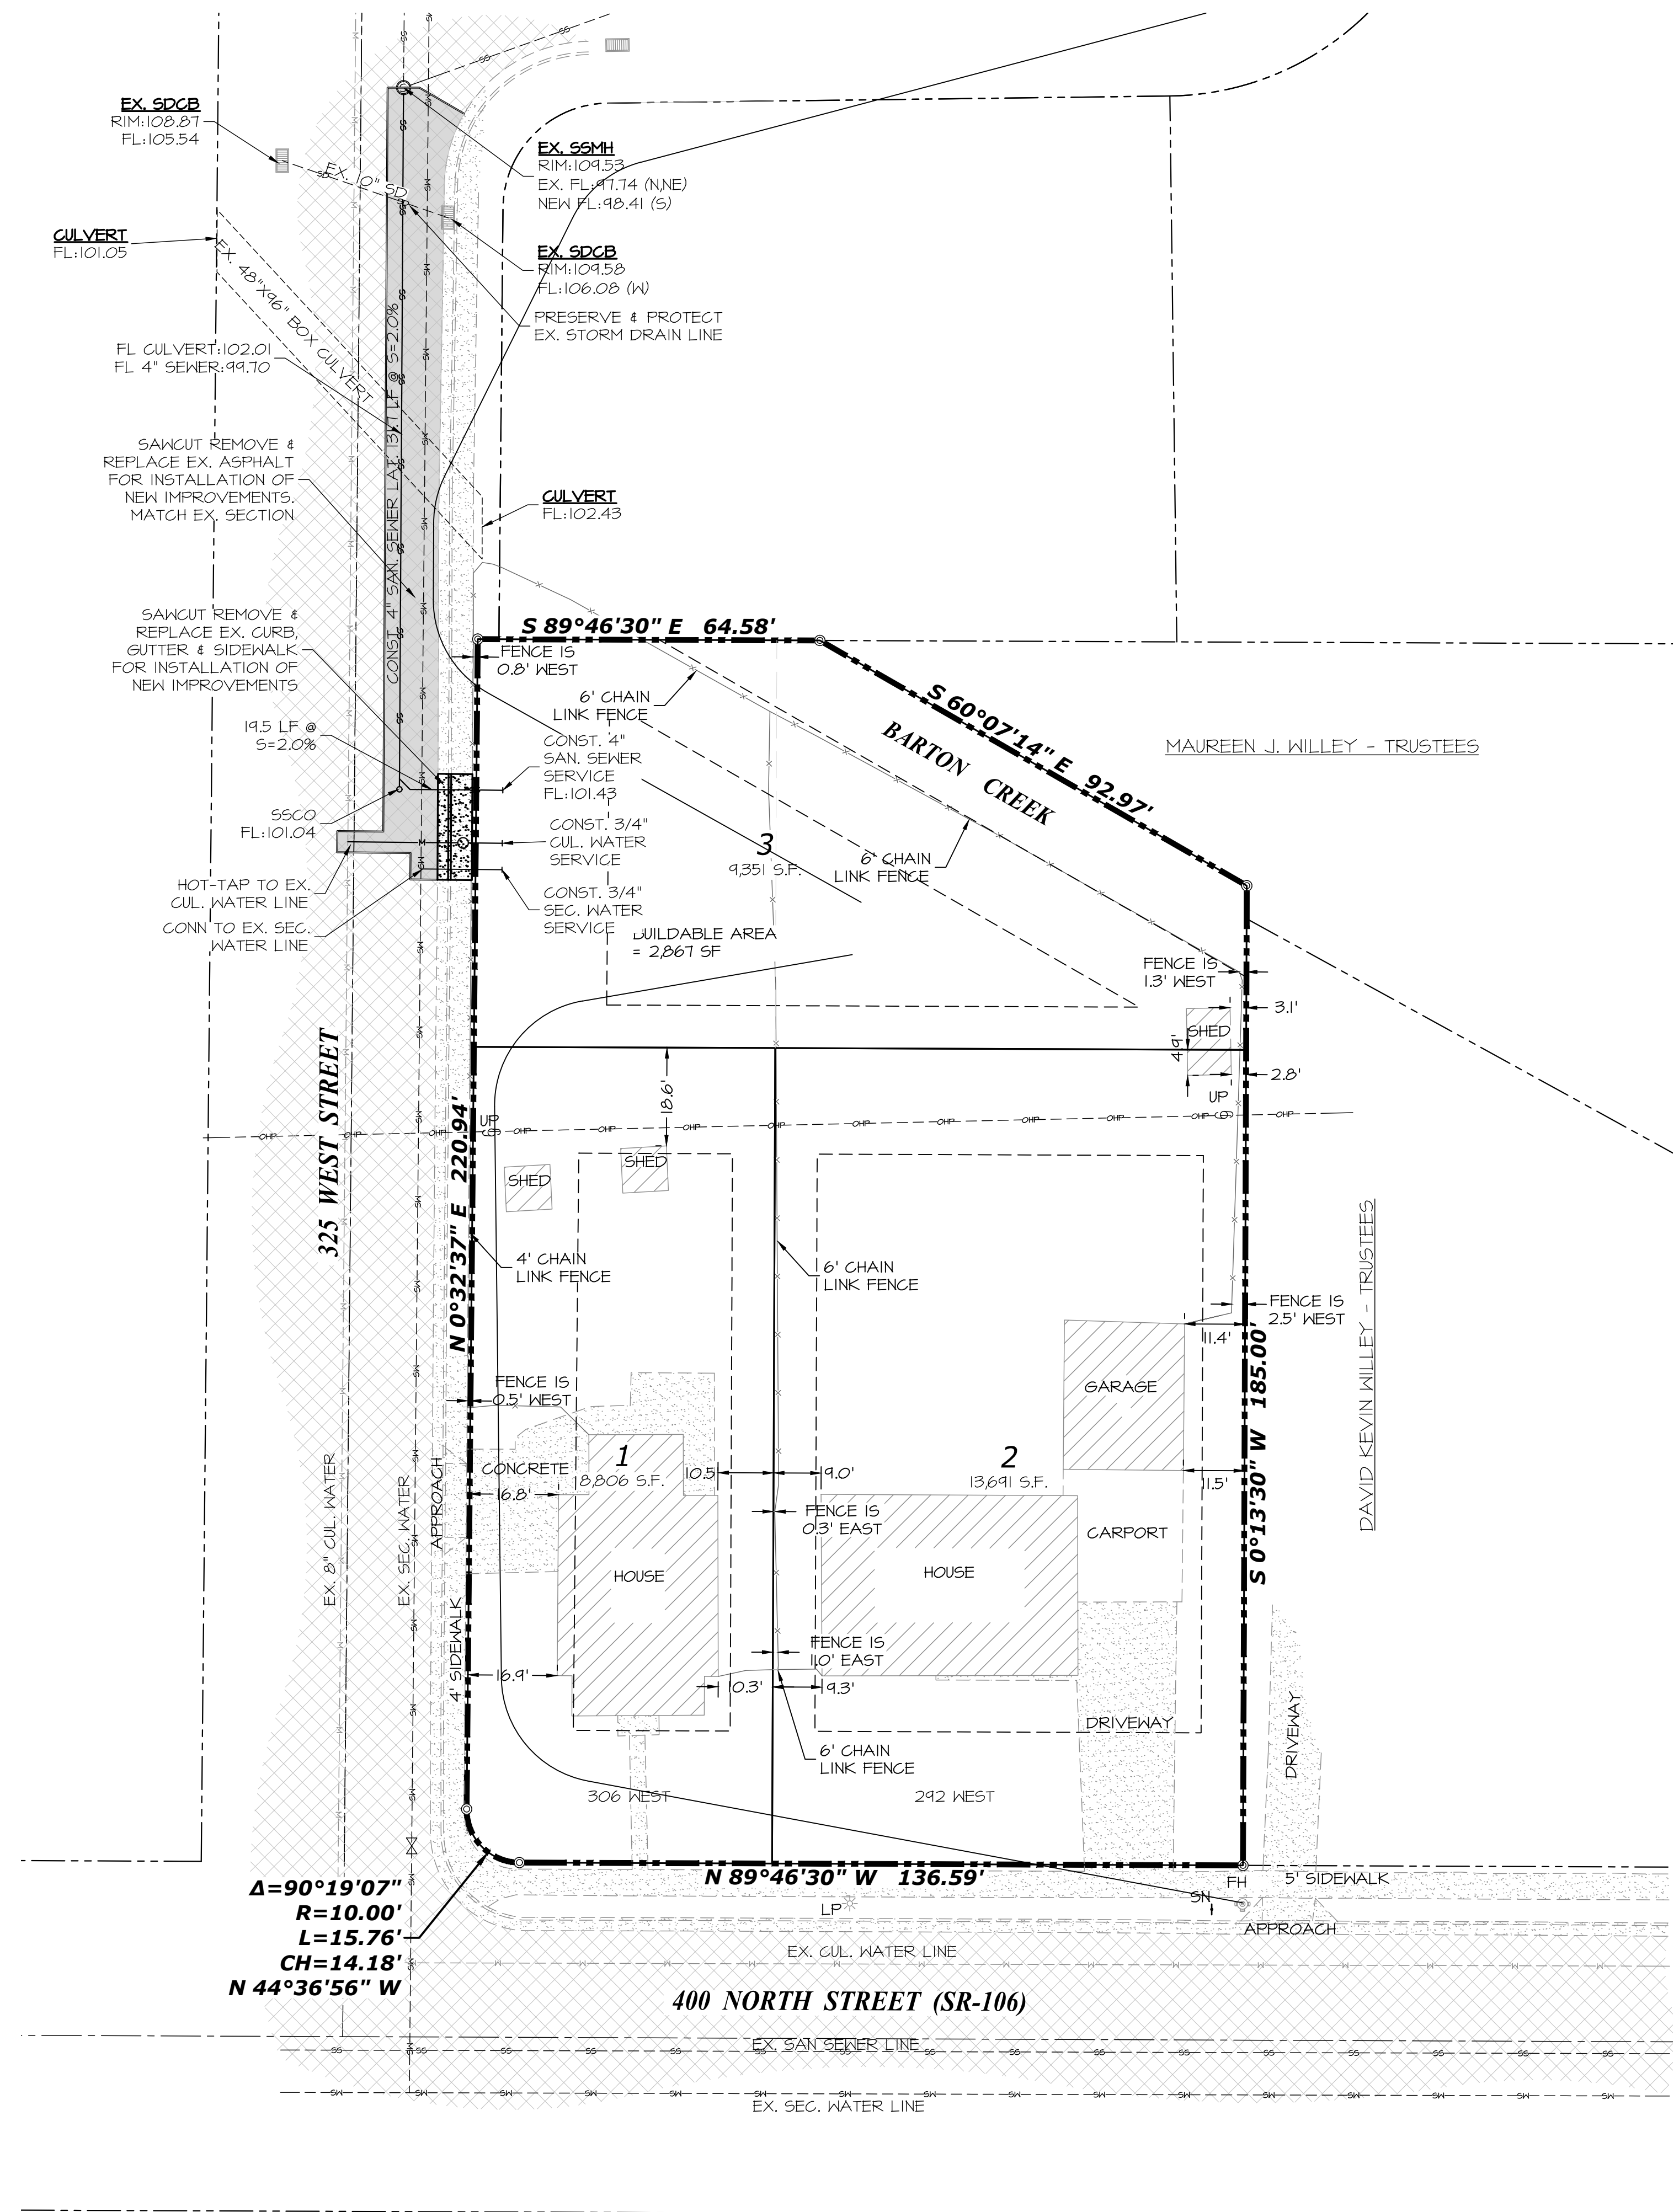 EX. SDCB
RIM:108.87
FL:105.54
EX. 10" SD
EX. SSMH
RIM:109.53
EX. FL:97.74 (N,NE)
NEW FL:98.41 (S)
CULVERT
FL:101.05
EX. 48"X96" BOX CULVERT
EX. SDCB
RIM:109.58
FL:106.08 (W)
PRESERVE & PROTECT
EX. STORM DRAIN LINE
FL CULVERT:102.01
FL 4" SEWER:99.70
CONST. 4" SAN. SEWER LAT. 131.7 LF @ S=2.0%
SAWCUT REMOVE &
REPLACE EX. ASPHALT
FOR INSTALLATION OF
NEW IMPROVEMENTS.
MATCH EX. SECTION
CULVERT
FL:102.43
SAWCUT REMOVE &
REPLACE EX. CURB,
GUTTER & SIDEWALK
FOR INSTALLATION OF
NEW IMPROVEMENTS
S 89°46'30" E 64.58'
FENCE IS
0.8' WEST
6' CHAIN
LINK FENCE
S 60°07'14" E 92.97'
BARTON CREEK
MAUREEN J. WILLEY - TRUSTEES
19.5 LF @
S=2.0%
CONST. 4"
SAN. SEWER
SERVICE
FL:101.43
SSCO
FL:101.04
CONST. 3/4"
CUL. WATER
SERVICE
3
9,351 S.F.
6' CHAIN
LINK FENCE
HOT-TAP TO EX.
CUL. WATER LINE
CONST. 3/4"
SEC. WATER
SERVICE
CONN TO EX. SEC.
WATER LINE
BUILDABLE AREA
= 2,867 SF
FENCE IS
1.3' WEST
3.1'
SHED
4.9'
2.8'
UP
325 WEST STREET
N 0°32'37" E 220.94'
UP
18.6'
SHED
SHED
4' CHAIN
LINK FENCE
6' CHAIN
LINK FENCE
FENCE IS
2.5' WEST
11.4'
GARAGE
S 0°13'30" W 185.00'
DAVID KEVIN WILLEY - TRUSTEES
FENCE IS
0.5' WEST
CONCRETE
1
8,806 S.F.
16.8'
10.5
9.0'
2
13,691 S.F.
11.5'
FENCE IS
0.3' EAST
CARPORT
HOUSE
HOUSE
EX. 8" CUL. WATER
EX. SEC. WATER
APPROACH
4' SIDEWALK
FENCE IS
1.0' EAST
16.9'
10.3'
9.3'
DRIVEWAY
DRIVEWAY
6' CHAIN
LINK FENCE
306 WEST
292 WEST
N 89°46'30" W 136.59'
FH
5' SIDEWALK
SN
LP
APPROACH
Δ=90°19'07"
R=10.00'
L=15.76'
CH=14.18'
N 44°36'56" W
EX. CUL. WATER LINE
400 NORTH STREET (SR-106)
EX. SAN SEWER LINE
EX. SEC. WATER LINE